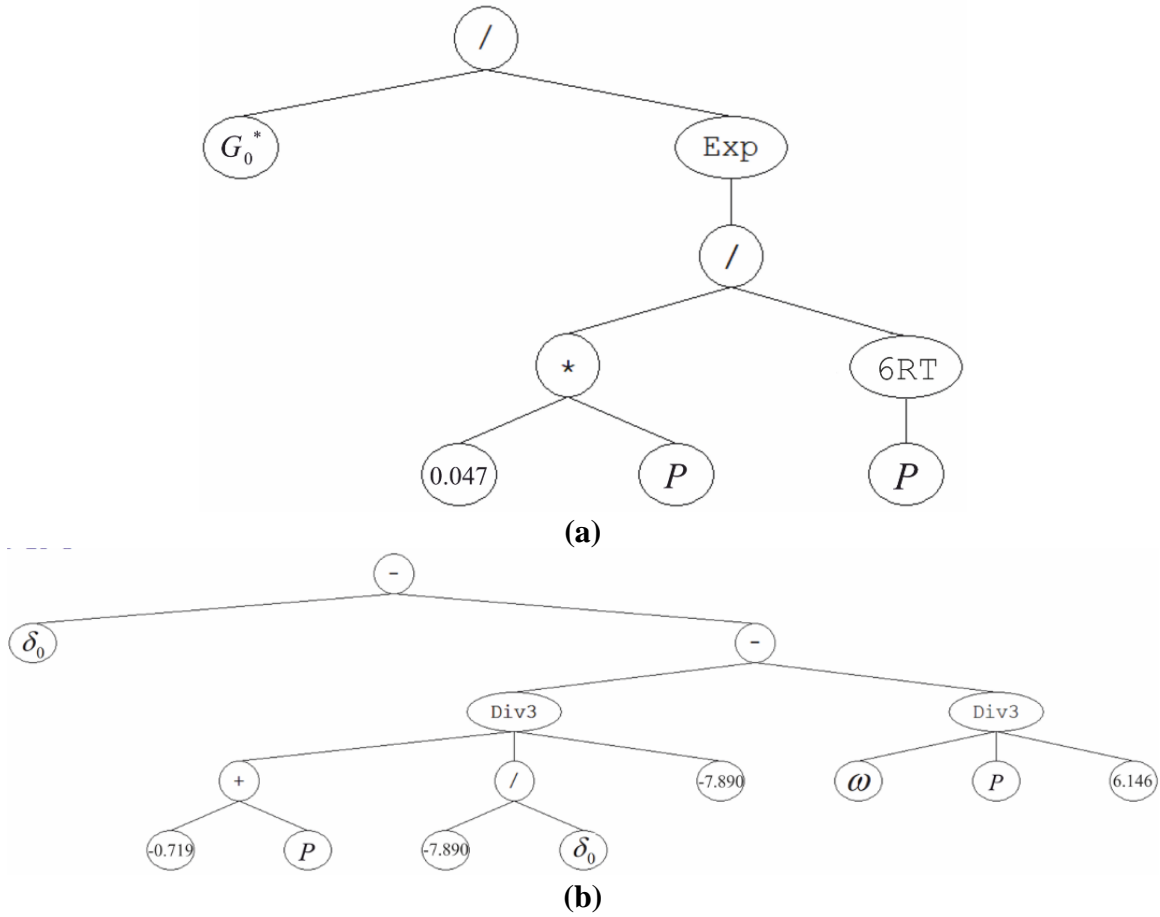 /
G₀* Exp
/
* 6RT
0.047 P P
(a)
-
δ₀ -
Div3 Div3
+ / -7.890 ω P 6.146
-0.719 P -7.890 δ₀
(b)